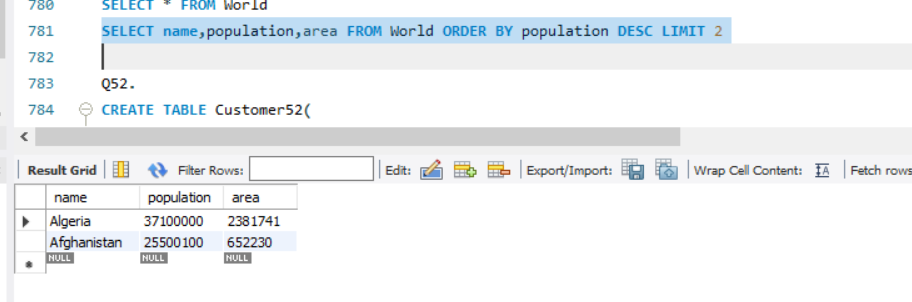 780 SELECT * FROM World
781 SELECT name,population,area FROM World ORDER BY population DESC LIMIT 2
782
783 Q52.
784 CREATE TABLE Customer52(
Result Grid Filter Rows: Edit: Export/Import: Wrap Cell Content: IA Fetch rows
name population area
Algeria 37100000 2381741
Afghanistan 25500100 652230
NULL NULL NULL